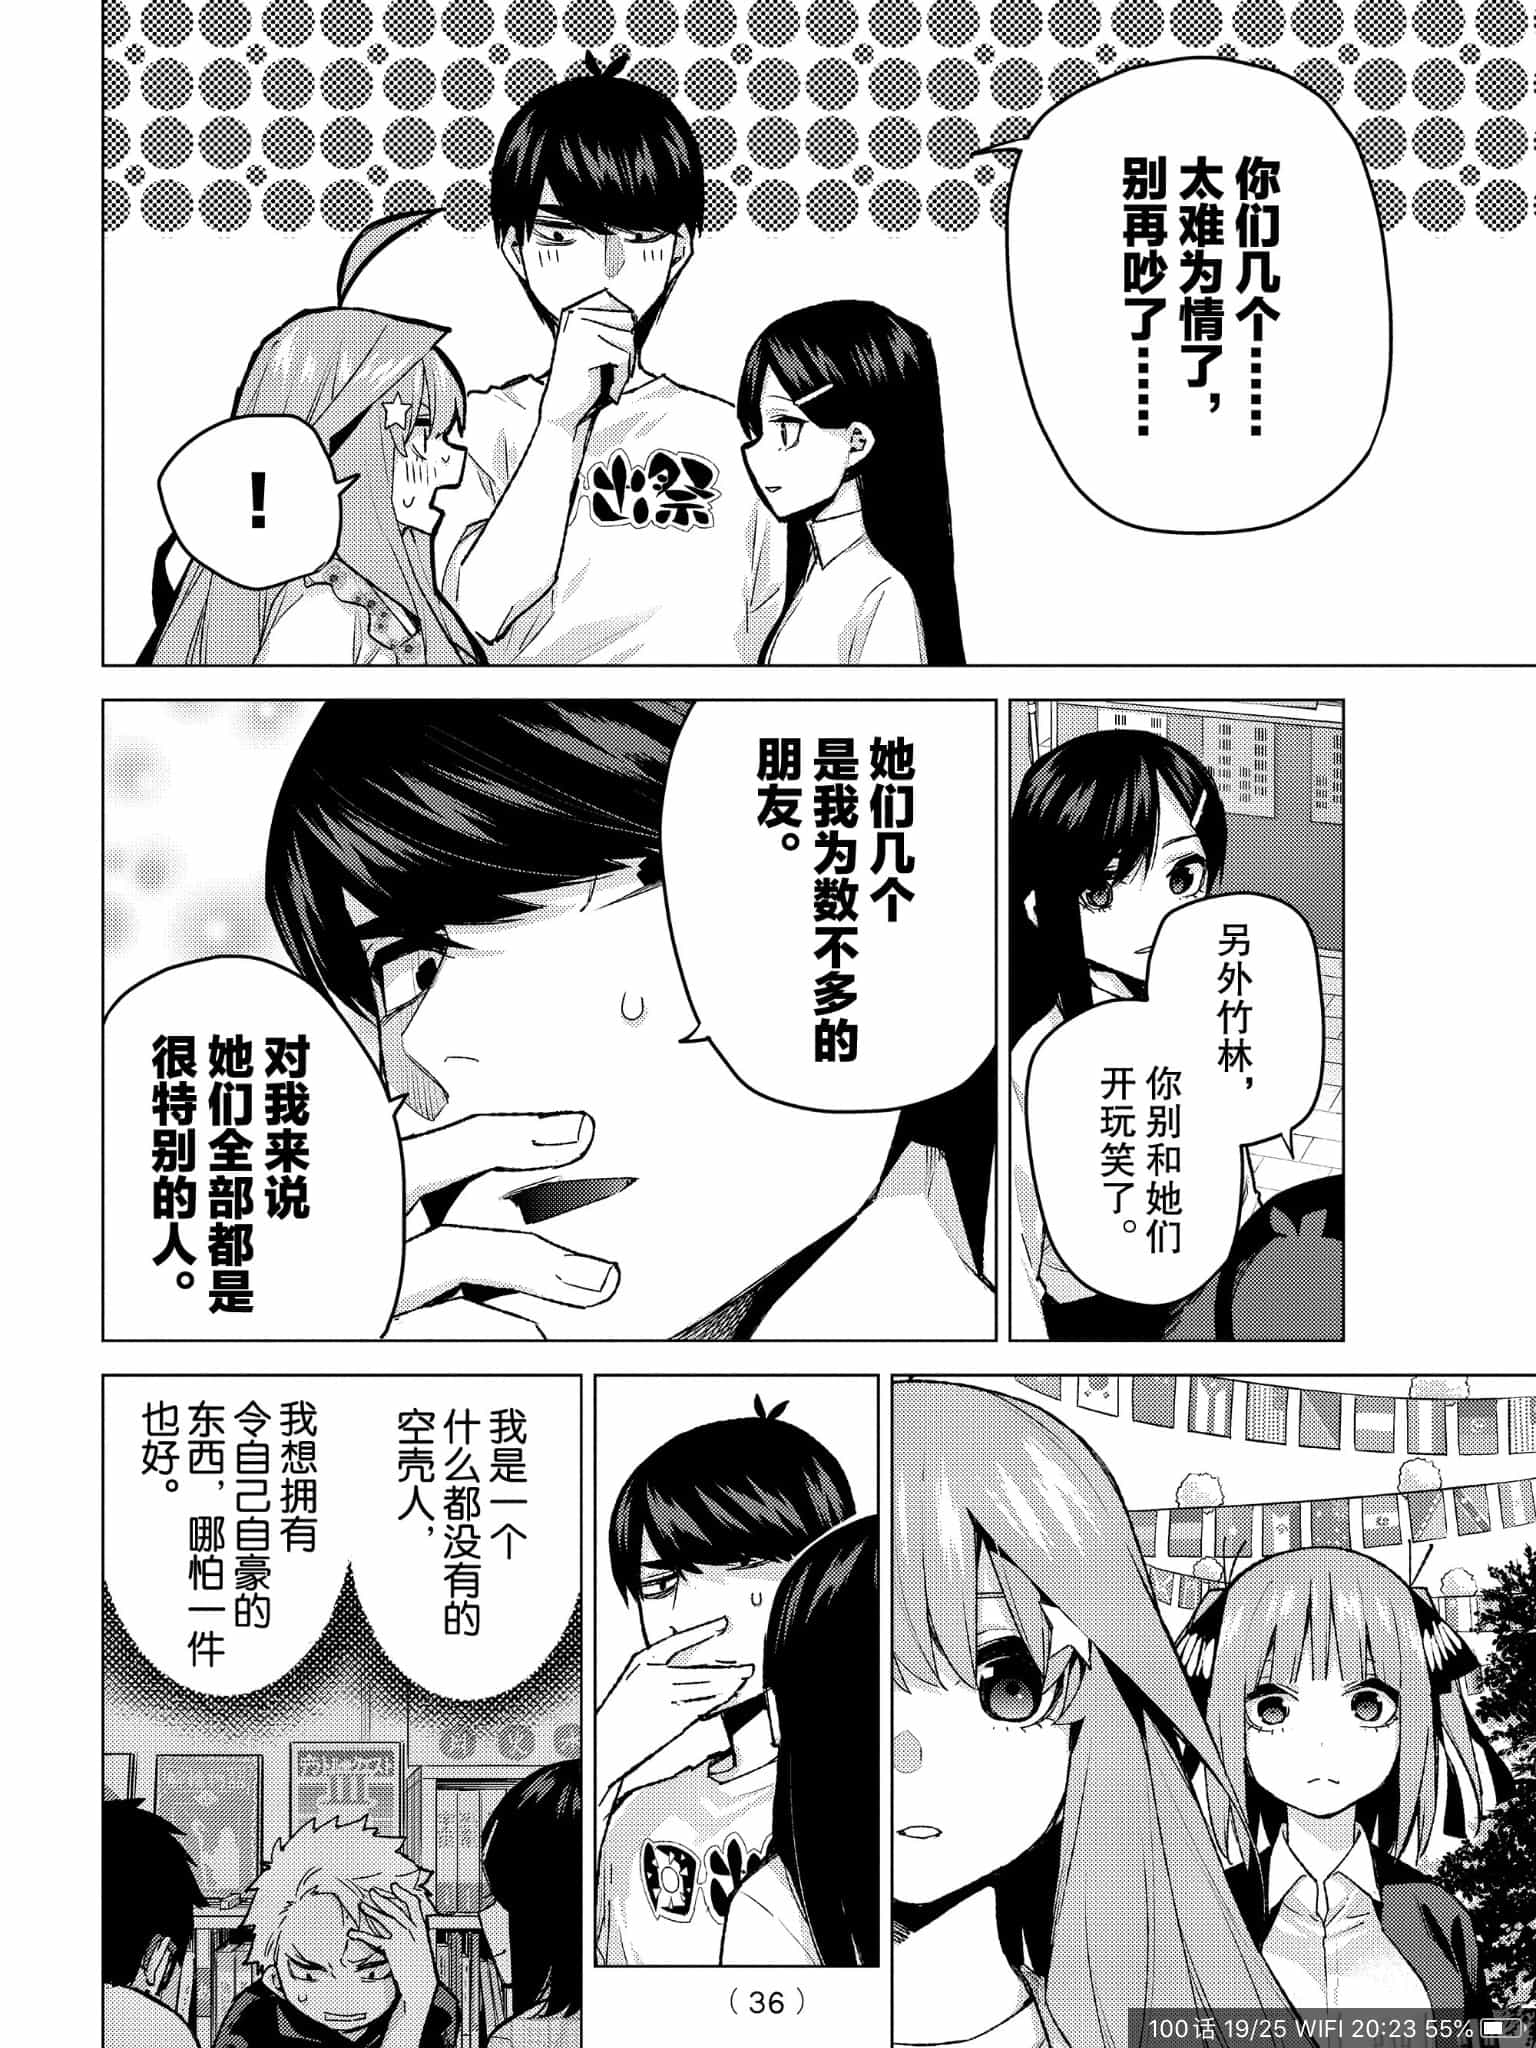 你们几个……
太难为情了，
别再吵了……
！
出祭
另外竹林，
你别和她们
开玩笑了。
她们几个
是我为数不多的
朋友。
对我来说
她们全部都是
很特别的人。
我是一个
什么都没有的
空壳人，
我想拥有
令自己自豪的
东西，哪怕一件
也好。
（36）
100话 19/25 WIFI 20:23 55%